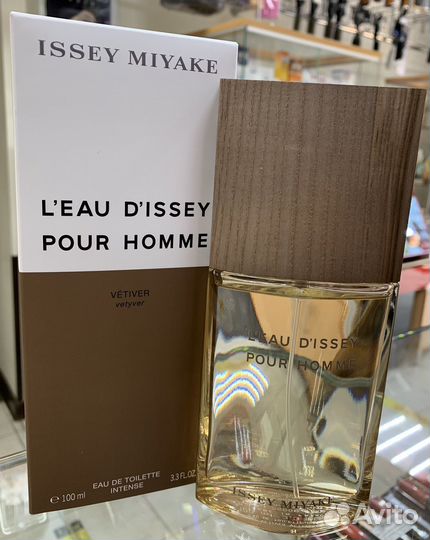 ISSEY MIYAKE
L'EAU D'ISSEY
POUR HOMME
VÉTIVER
vetyver
EAU DE TOILETTE
INTENSE
℮ 100 ml
3.3 FL.OZ
L'EAU D'ISSEY
POUR HOMME
ISSEY MIYAKE
Avito